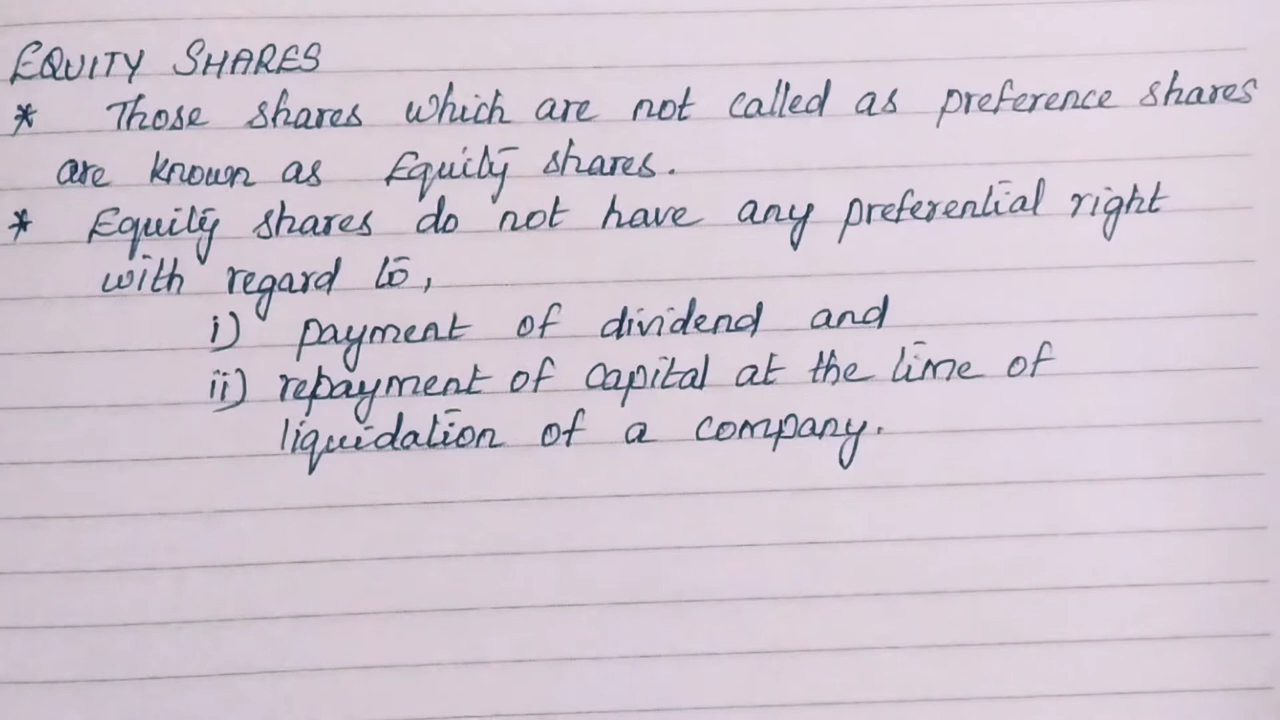 EQUITY SHARES
* Those shares which are not called as preference shares
are known as Equity shares.
* Equity shares do not have any preferential right
with regard to,
i) payment of dividend and
ii) repayment of capital at the time of
liquidation of a company.